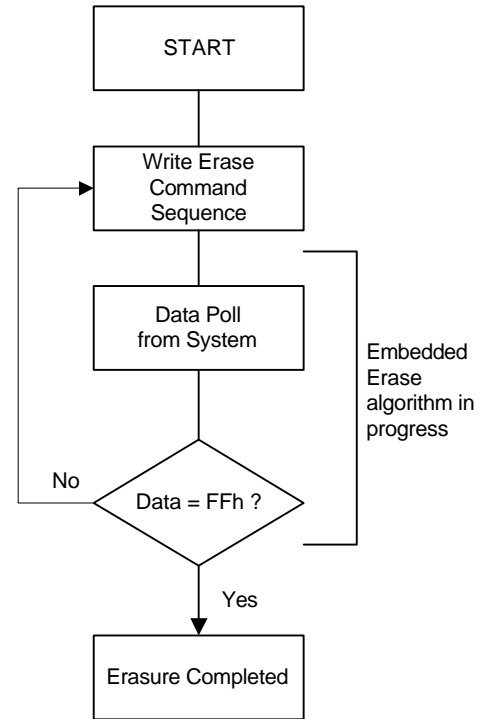 START
Write Erase
Command
Sequence
Data Poll
from System
Embedded
Erase
algorithm in
progress
No
Data = FFh ?
Yes
Erasure Completed